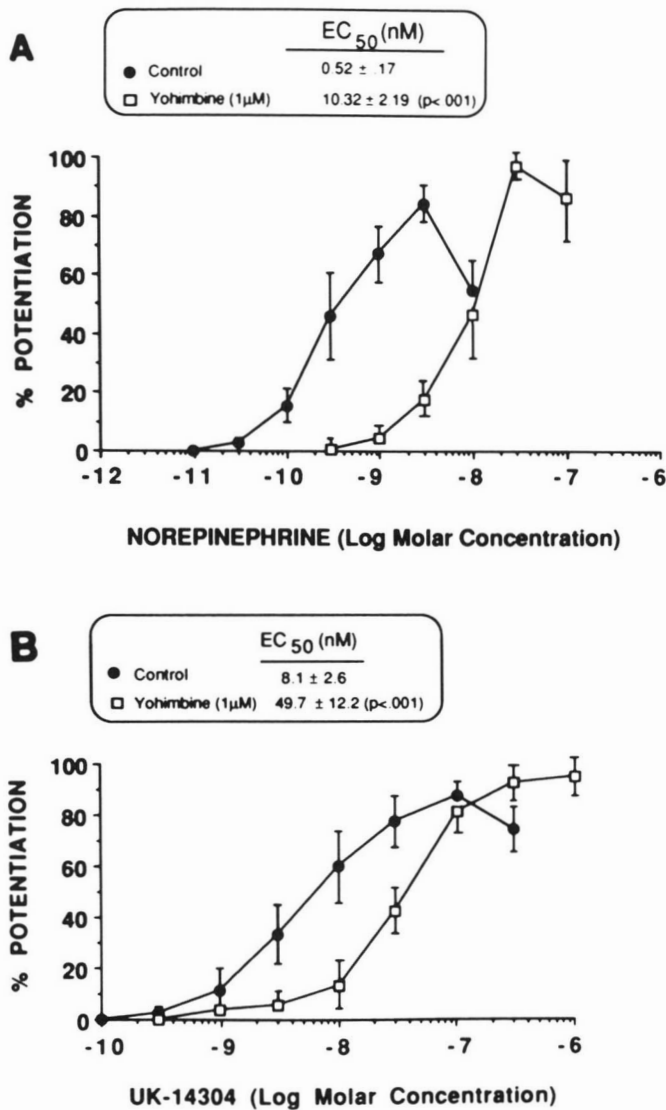 A
EC50 (nM)
● Control 0.52 ± .17
□ Yohimbine (1µM) 10.32 ± 2 19 (p<.001)
% POTENTIATION
100
80
60
40
20
0
-12 -11 -10 -9 -8 -7 -6
NOREPINEPHRINE (Log Molar Concentration)
B
EC50 (nM)
● Control 8.1 ± 2.6
□ Yohimbine (1µM) 49.7 ± 12.2 (p<.001)
% POTENTIATION
100
80
60
40
20
0
-10 -9 -8 -7 -6
UK-14304 (Log Molar Concentration)